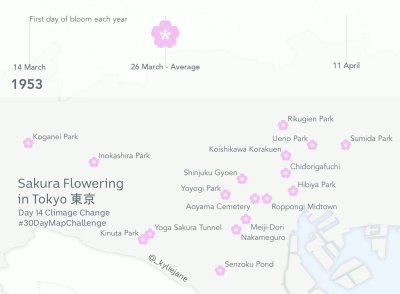 First day of bloom each year
14 March
26 March - Average
11 April
1953
Rikugien Park
Koganei Park
Ueno Park
Sumida Park
Koishikawa Korakuen
Inokashira Park
Chidorigafuchi
Shinjuku Gyoen
Sakura Flowering
in Tokyo 東京
Day 14 Climage Change
#30DayMapChallenge
Yoyogi Park
Hibiya Park
Aoyama Cemetery
Roppongi Midtown
Kinuta Park
Yoga Sakura Tunnel
Meiji-Dori
Nakameguro
@_kyliejane_
Senzoku Pond